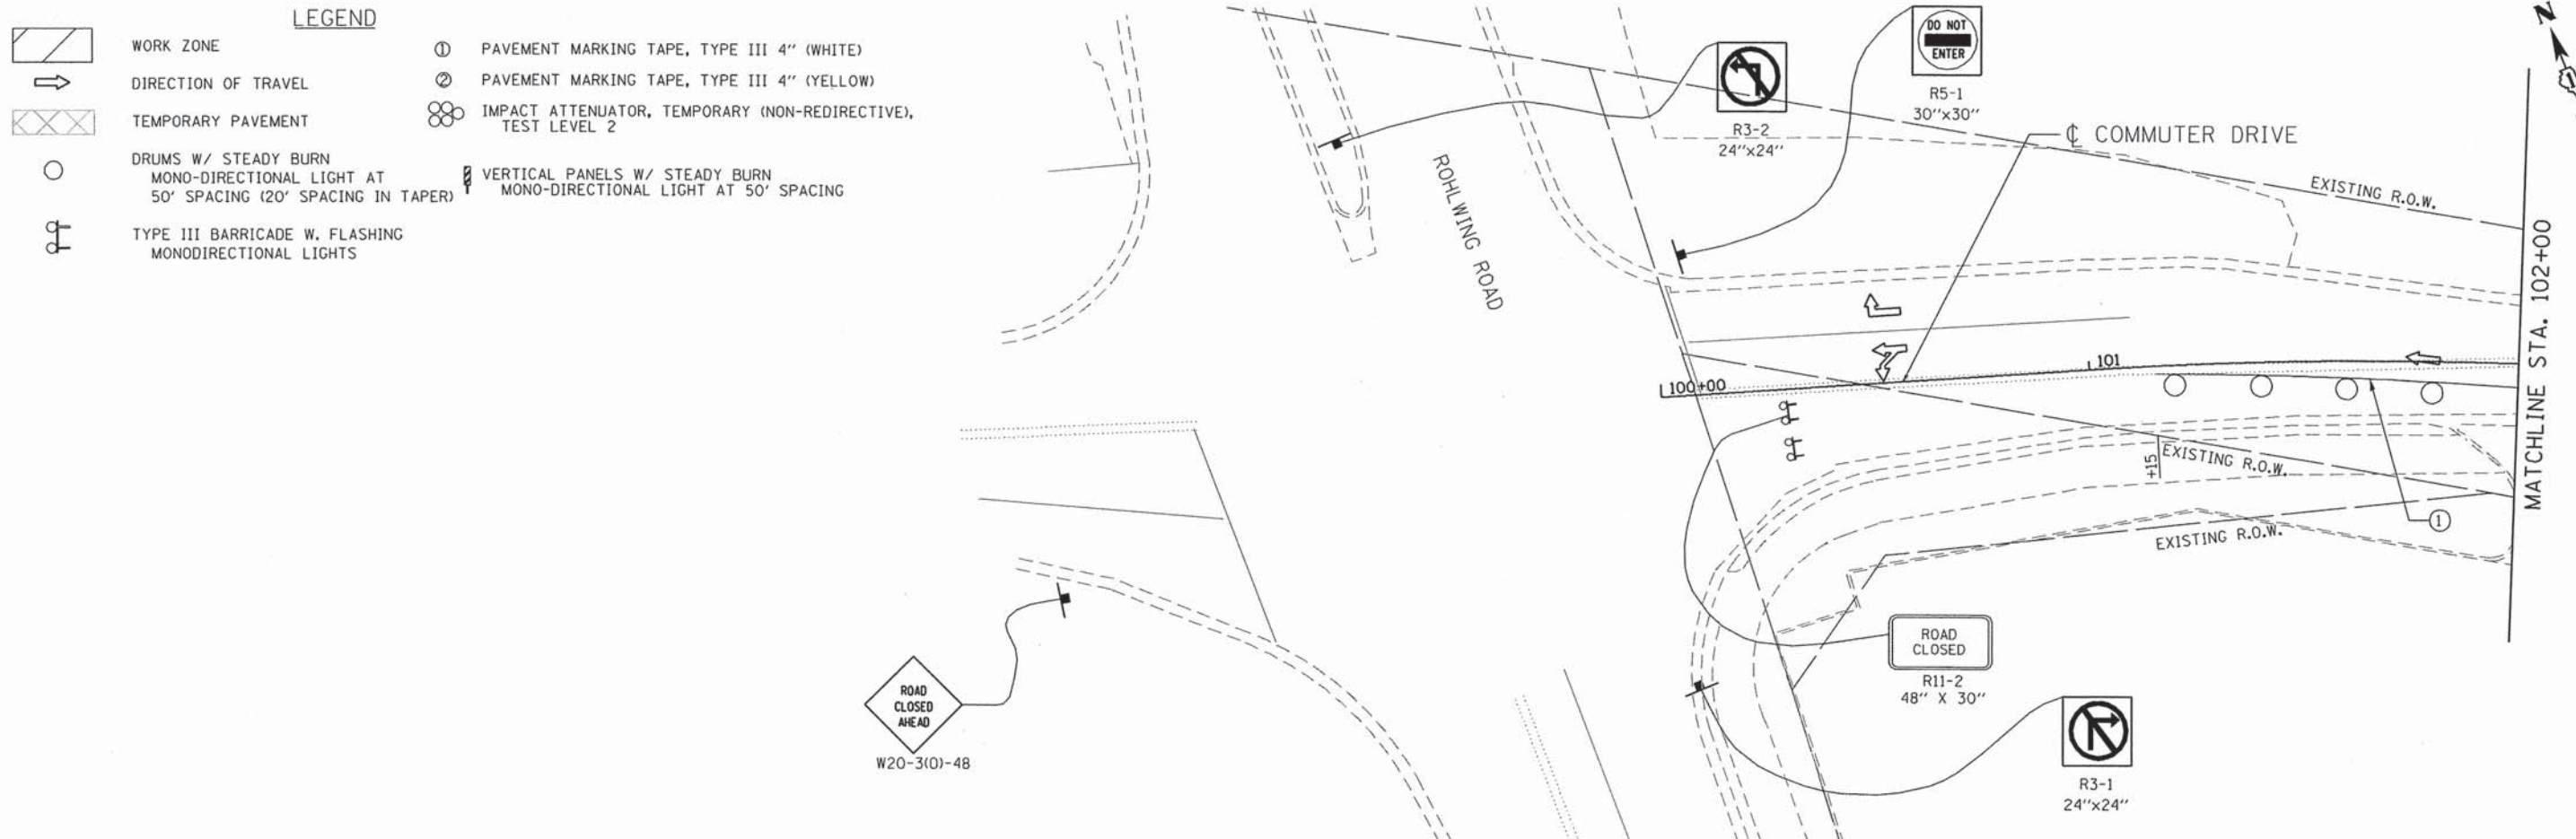 LEGEND
WORK ZONE
DIRECTION OF TRAVEL
TEMPORARY PAVEMENT
DRUMS W/ STEADY BURN
MONO-DIRECTIONAL LIGHT AT
50' SPACING (20' SPACING IN TAPER)
TYPE III BARRICADE W. FLASHING
MONODIRECTIONAL LIGHTS
1 PAVEMENT MARKING TAPE, TYPE III 4" (WHITE)
2 PAVEMENT MARKING TAPE, TYPE III 4" (YELLOW)
IMPACT ATTENUATOR, TEMPORARY (NON-REDIRECTIVE),
TEST LEVEL 2
VERTICAL PANELS W/ STEADY BURN
MONO-DIRECTIONAL LIGHT AT 50' SPACING
ROHLWING ROAD
R3-2
24"x24"
DO NOT
ENTER
R5-1
30"x30"
℄ COMMUTER DRIVE
N
EXISTING R.O.W.
MATCHLINE STA. 102+00
100+00
101
+15
EXISTING R.O.W.
1
EXISTING R.O.W.
ROAD
CLOSED
R11-2
48" X 30"
ROAD
CLOSED
AHEAD
W20-3(O)-48
R3-1
24"x24"